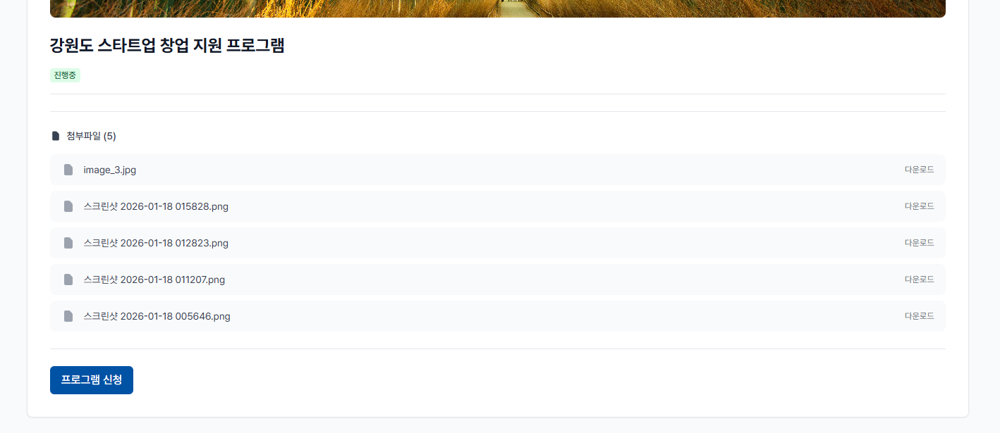 강원도 스타트업 창업 지원 프로그램
진행중
첨부파일 (5)
image_3.jpg 다운로드
스크린샷 2026-01-18 015828.png 다운로드
스크린샷 2026-01-18 012823.png 다운로드
스크린샷 2026-01-18 011207.png 다운로드
스크린샷 2026-01-18 005646.png 다운로드
프로그램 신청